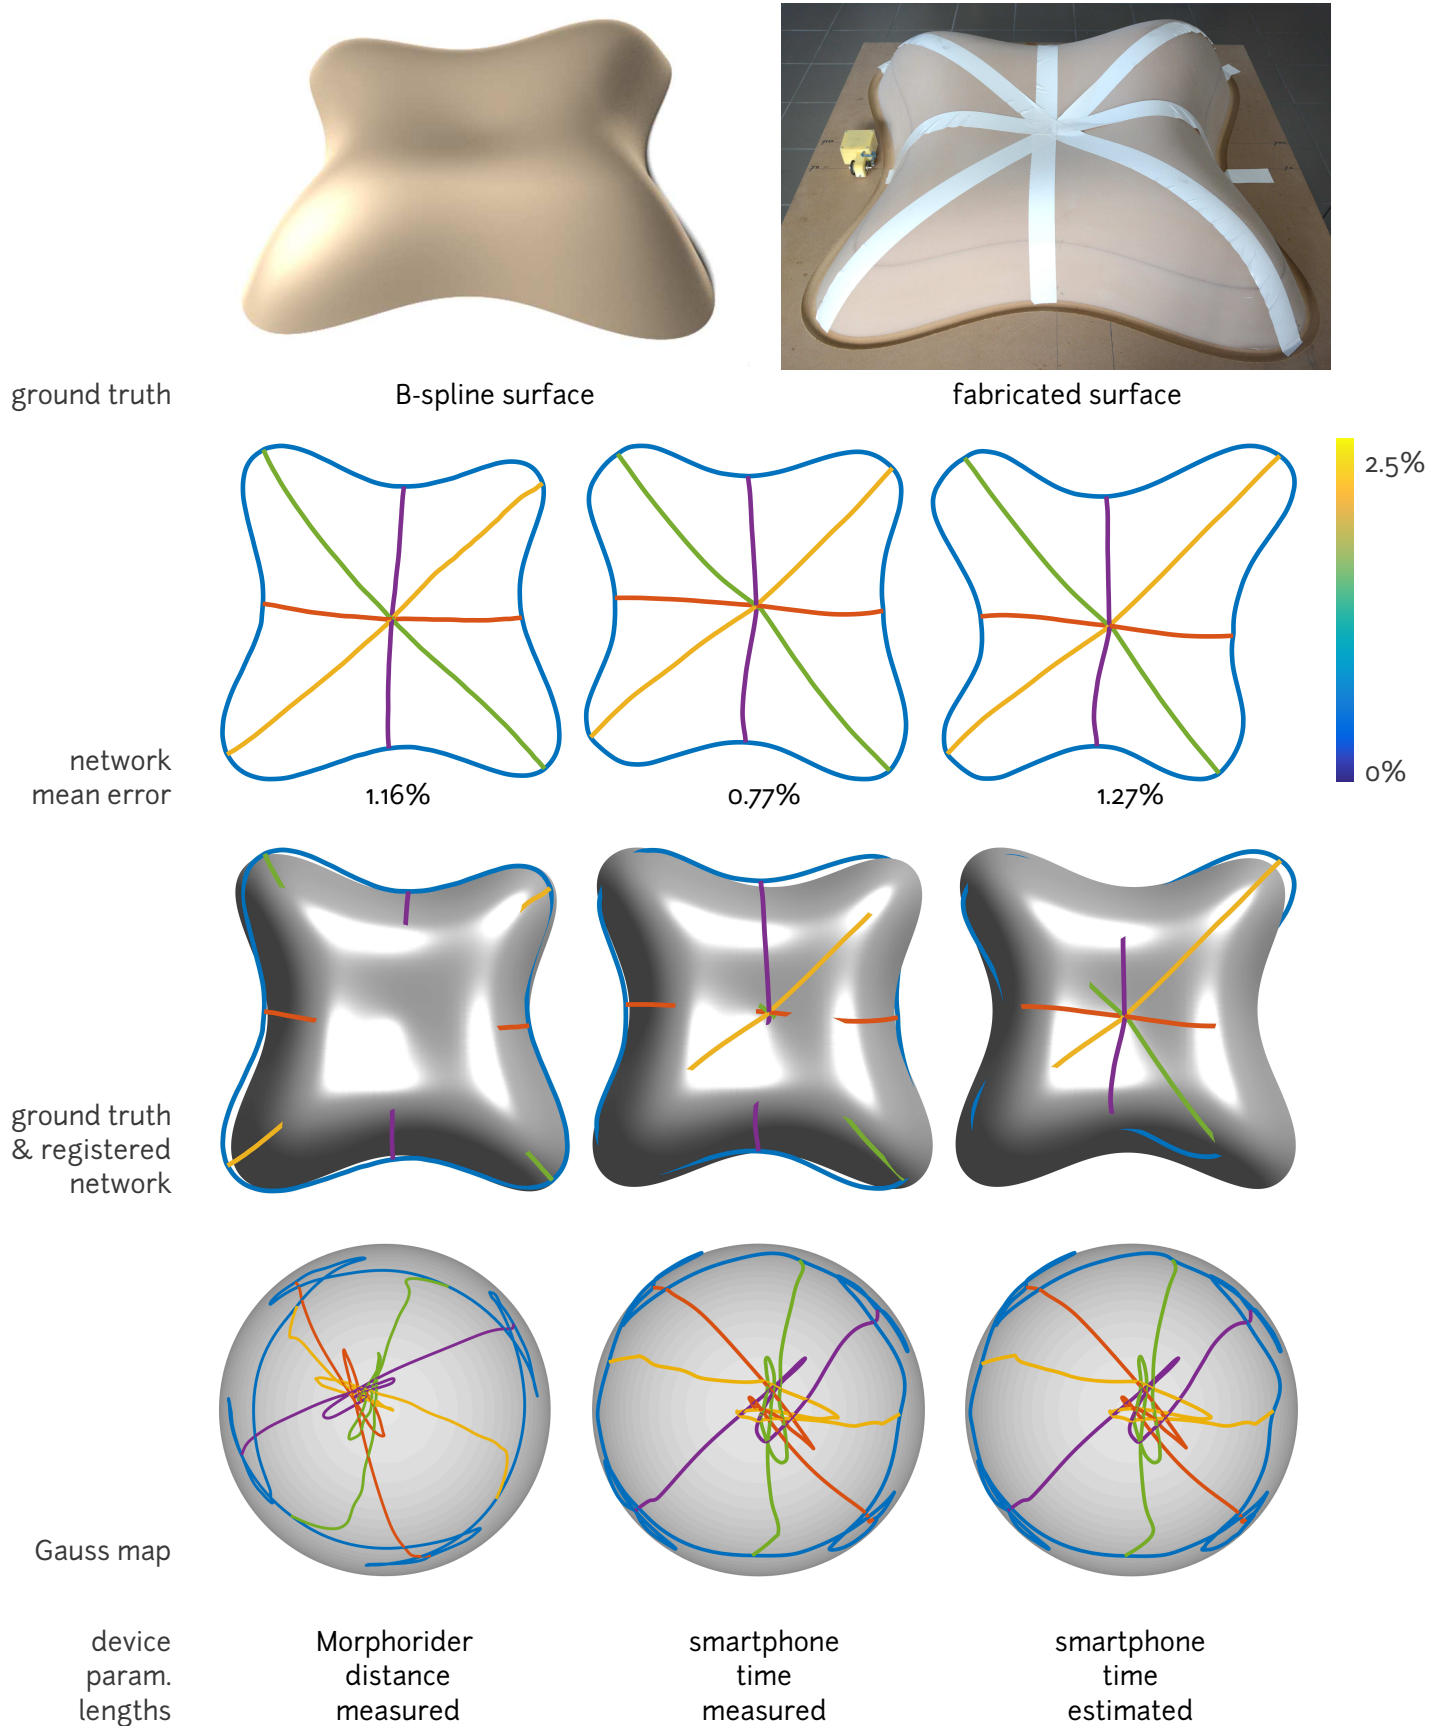 ground truth
B-spline surface
fabricated surface
2.5%
0%
network
mean error
1.16%
0.77%
1.27%
ground truth
& registered
network
Gauss map
device
Morphorider
smartphone
smartphone
param.
distance
time
time
lengths
measured
measured
estimated